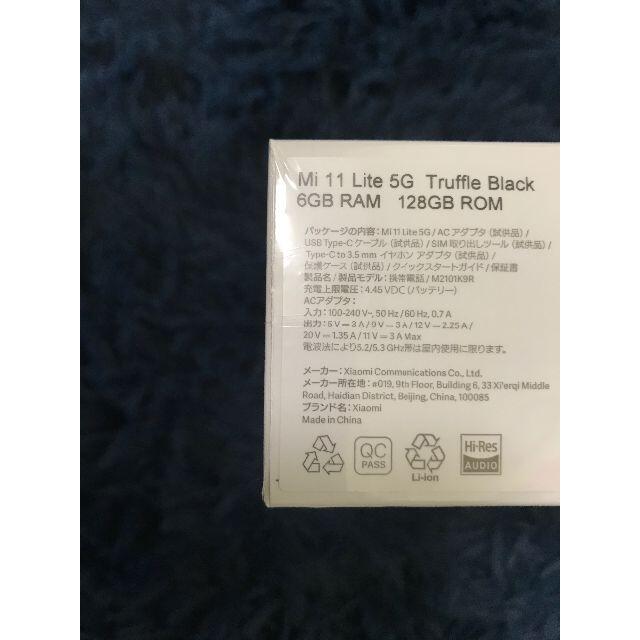 Mi 11 Lite 5G Truffle Black
6GB RAM 128GB ROM
パッケージの内容：Mi 11 Lite 5G / AC アダプタ（試供品）/
USB Type-C ケーブル（試供品）/ SIM 取り出しツール（試供品）/
Type-C to 3.5 mm イヤホン アダプタ（試供品）/
保護ケース（試供品）/ クイックスタートガイド / 保証書
製品名 / 製品モデル：携帯電話 / M2101K9R
充電上限電圧：4.45 VDC（バッテリー）
ACアダプタ：
入力：100-240 V~, 50 Hz / 60 Hz, 0.7 A
出力：5 V⎓3 A / 9 V⎓3 A / 12 V⎓2.25 A /
20 V⎓1.35 A / 11 V⎓3 A Max
電波法により5.2/5.3 GHz帯は屋内使用に限ります。
メーカー：Xiaomi Communications Co., Ltd.
メーカー所在地：#019, 9th Floor, Building 6, 33 Xi'erqi Middle
Road, Haidian District, Beijing, China, 100085
ブランド名：Xiaomi
Made in China
QC
PASS
Li-ion
Hi-Res
AUDIO